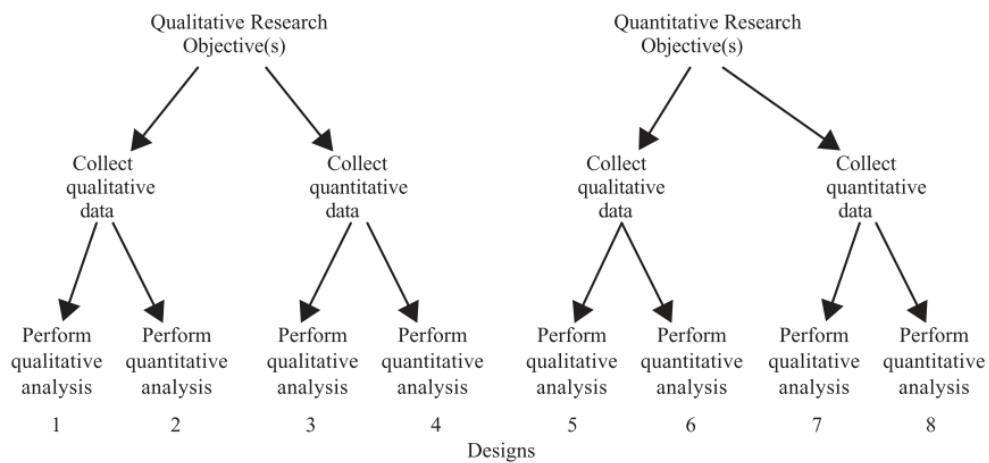 Qualitative Research
Objective(s)
Quantitative Research
Objective(s)
Collect
qualitative
data
Collect
quantitative
data
Collect
qualitative
data
Collect
quantitative
data
Perform
qualitative
analysis
1
Perform
quantitative
analysis
2
Perform
qualitative
analysis
3
Perform
quantitative
analysis
4
Perform
qualitative
analysis
5
Perform
quantitative
analysis
6
Perform
qualitative
analysis
7
Perform
quantitative
analysis
8
Designs